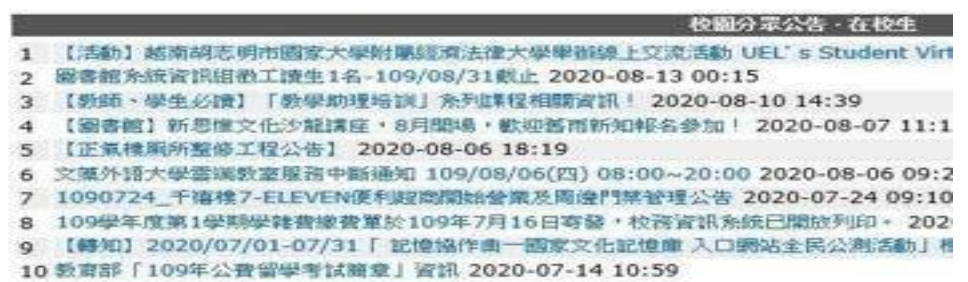 校園分眾公告 - 在校生
1 【活動】越南胡志明市國家大學附屬經濟法律大學舉辦線上交流活動 UEL's Student Virt
2 圖書館系統資訊組徵工讀生1名-109/08/31截止 2020-08-13 00:15
3 【教師、學生必讀】「教學助理培訓」系列課程相關資訊! 2020-08-10 14:39
4 【圖書館】新思惟文化沙龍講座,8月開場,歡迎舊雨新知報名參加! 2020-08-07 11:1
5 【正氣樓廁所整修工程公告】 2020-08-06 18:19
6 文藻外語大學雲端教室服務中斷通知 109/08/06(四) 08:00~20:00 2020-08-06 09:2
7 1090724_千禧樓7-ELEVEN便利超商開始營業及周邊門禁管理公告 2020-07-24 09:10
8 109學年度第1學期學雜費繳費單於109年7月16日寄發,校務資訊系統已開放列印。 202
9 【轉知】2020/07/01-07/31「 記憶協作曲—國家文化記憶庫 入口網站全民公測活動」
10 教育部「109年公費留學考試簡章」資訊 2020-07-14 10:59